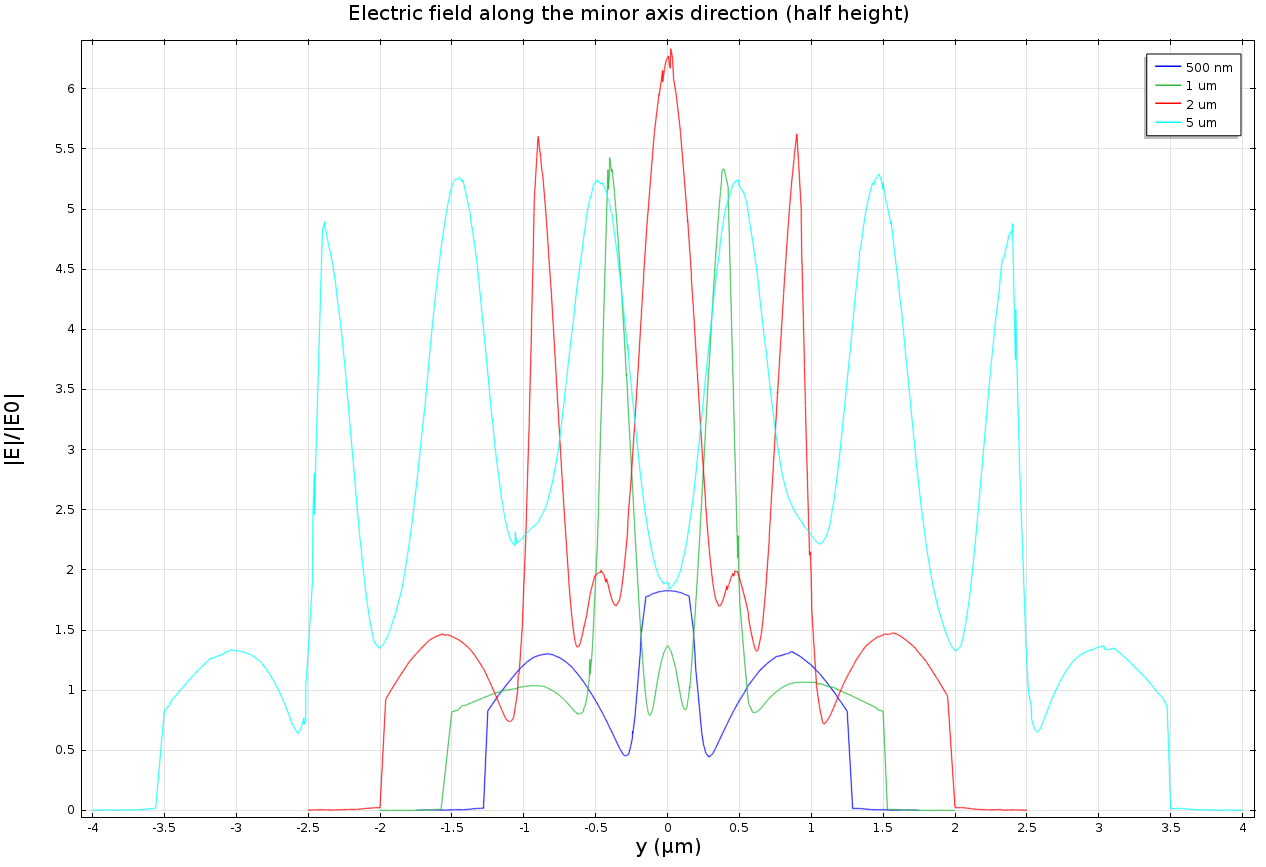 Electric field along the minor axis direction (half height)
500 nm
1 um
2 um
5 um
|E|/|E0|
6
5.5
5
4.5
4
3.5
3
2.5
2
1.5
1
0.5
0
-4 -3.5 -3 -2.5 -2 -1.5 -1 -0.5 0 0.5 1 1.5 2 2.5 3 3.5 4
y (μm)